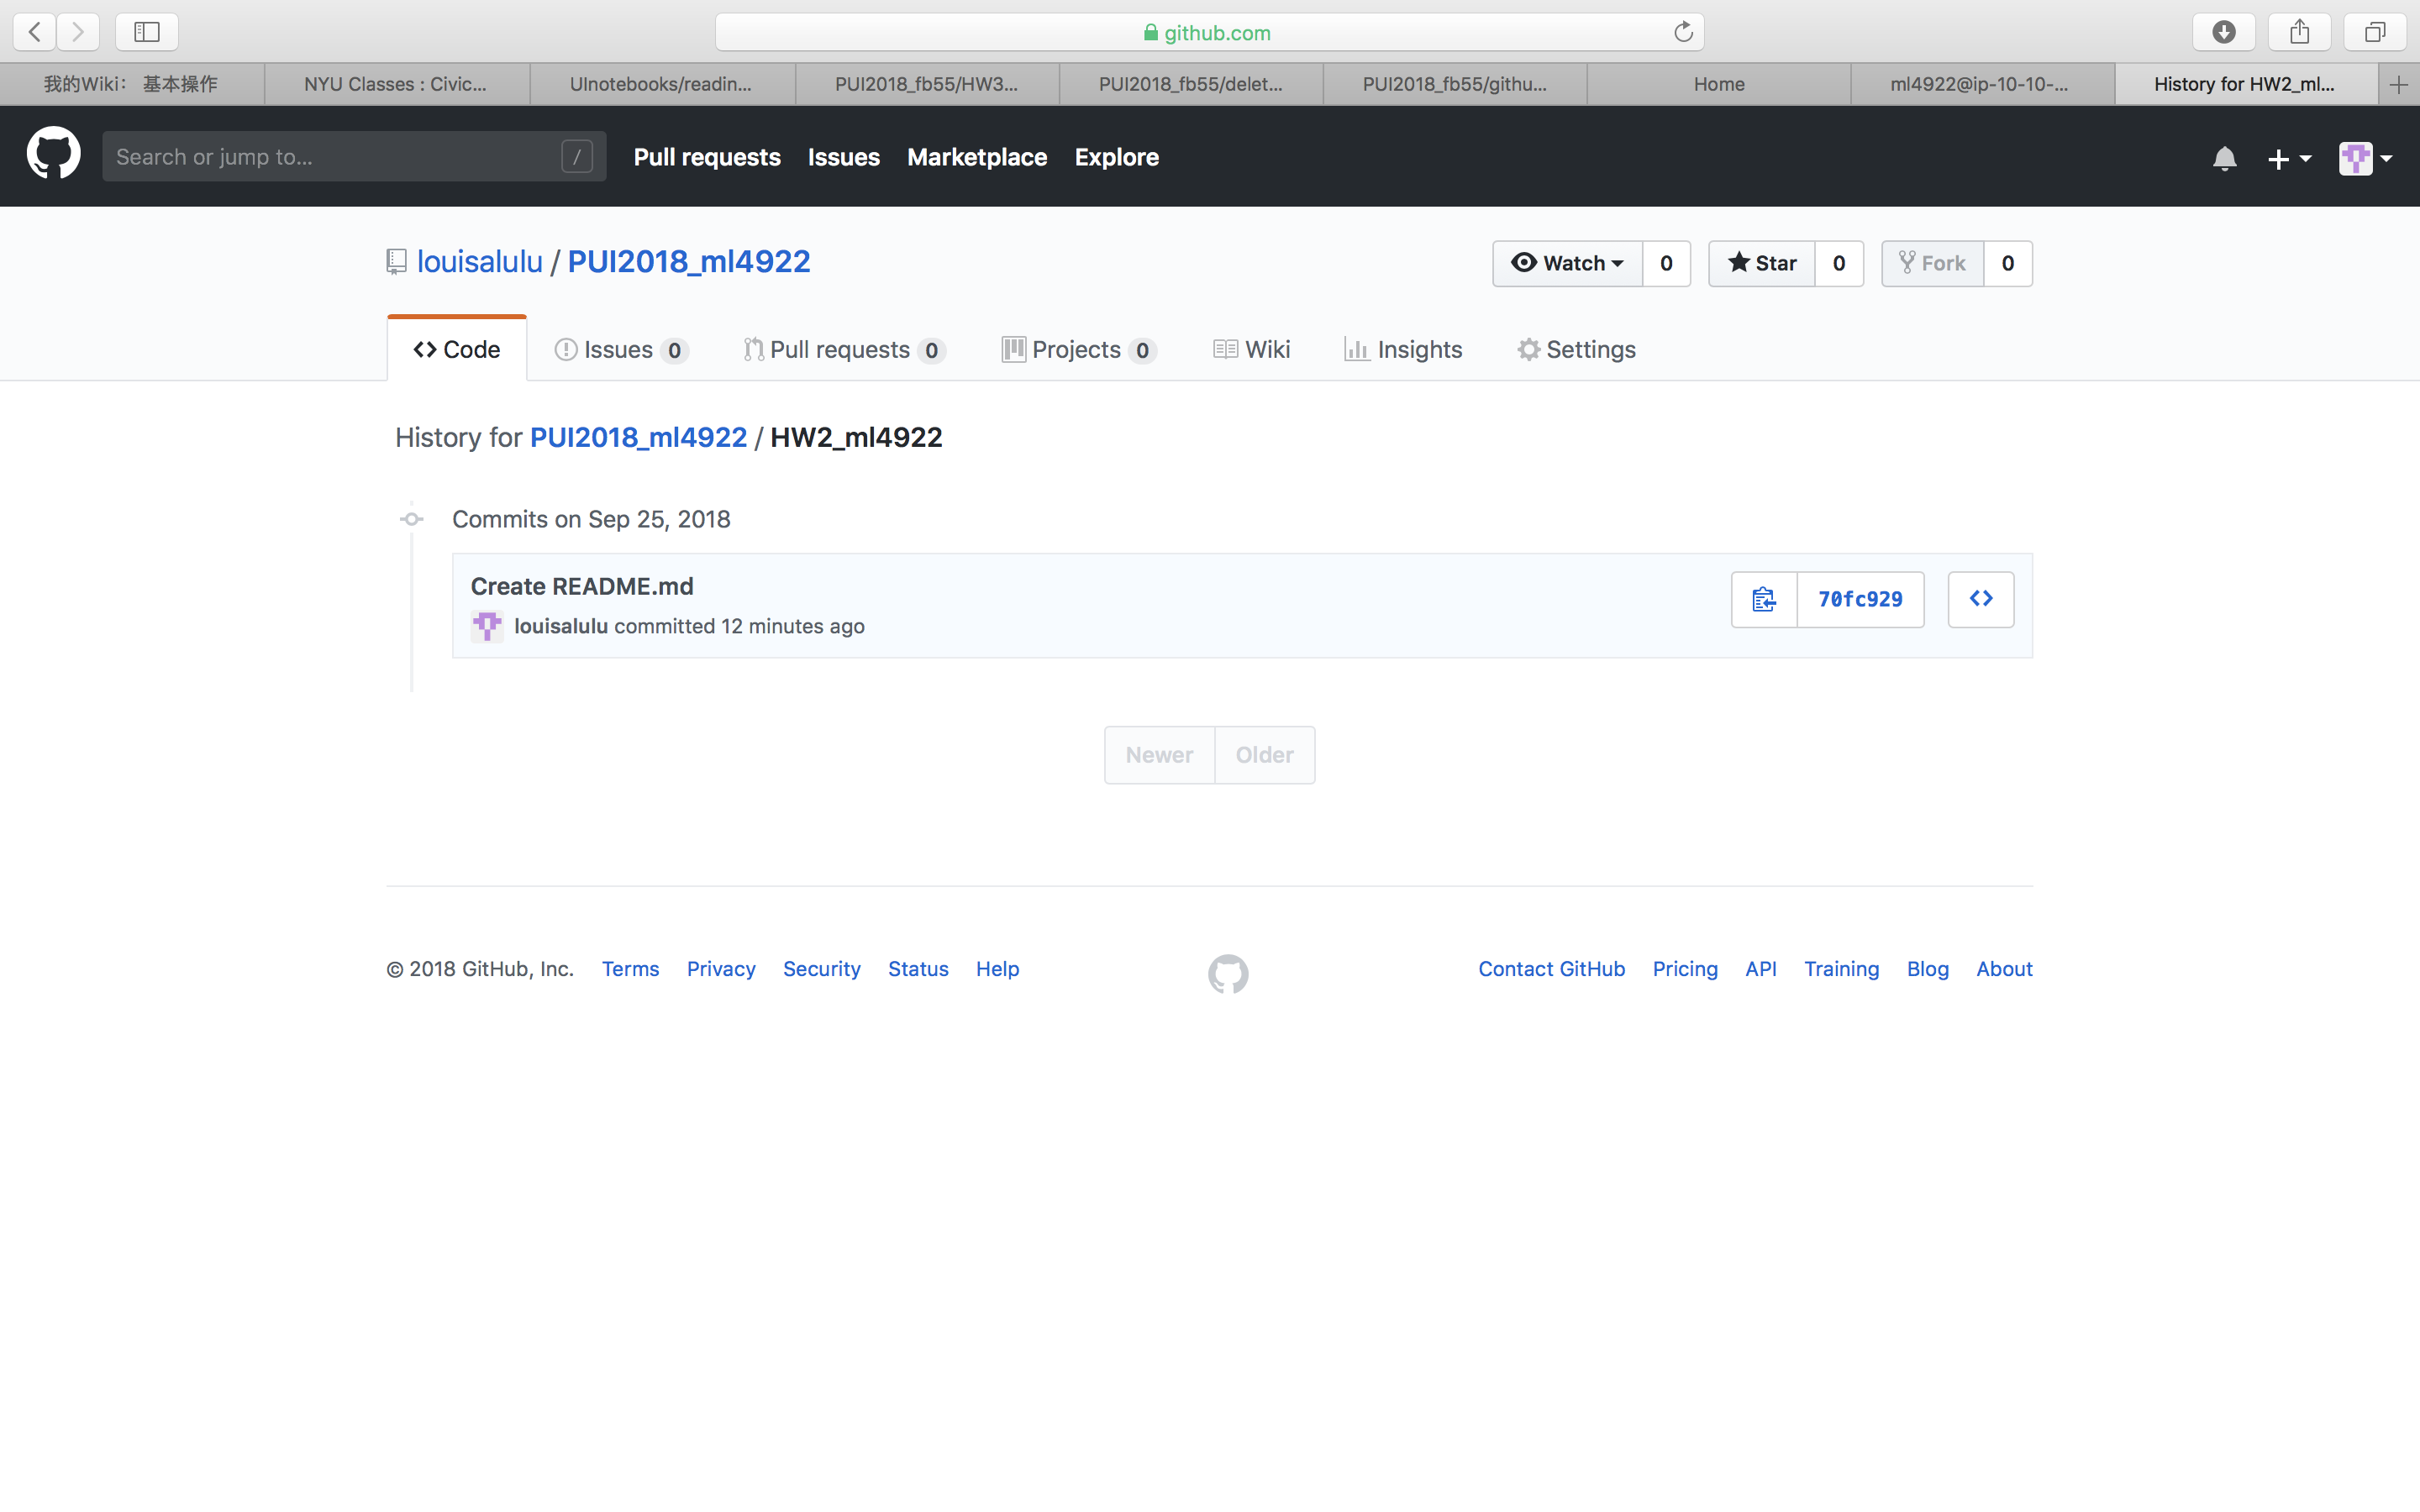 github.com
我的Wiki： 基本操作
NYU Classes : Civic...
UInotebooks/readin...
PUI2018_fb55/HW3...
PUI2018_fb55/delet...
PUI2018_fb55/githu...
Home
ml4922@ip-10-10-...
History for HW2_ml...
Search or jump to... /
Pull requests Issues Marketplace Explore
louisalulu / PUI2018_ml4922
Watch 0 Star 0 Fork 0
Code Issues 0 Pull requests 0 Projects 0 Wiki Insights Settings
History for PUI2018_ml4922 / HW2_ml4922
Commits on Sep 25, 2018
Create README.md
louisalulu committed 12 minutes ago
70fc929
Newer Older
© 2018 GitHub, Inc. Terms Privacy Security Status Help
Contact GitHub Pricing API Training Blog About